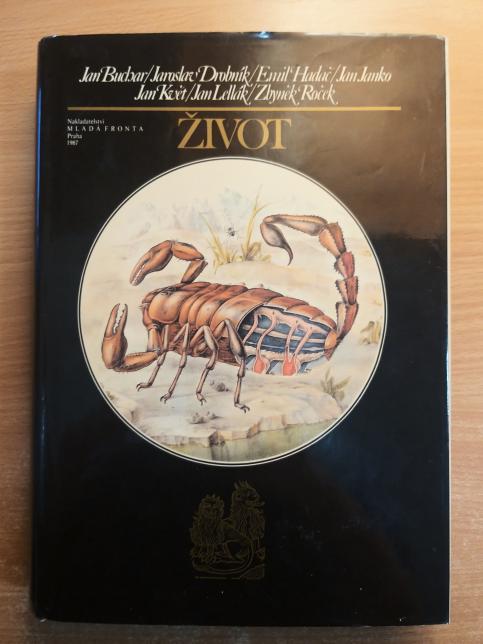 Jan Buchar/Jaroslav Drobník/Emil Hadač/Jan Janko
Jan Květ/Jan Lellák/Zbyněk Roček
Nakladatelství
MLADÁ FRONTA
Praha
1987
ŽIVOT